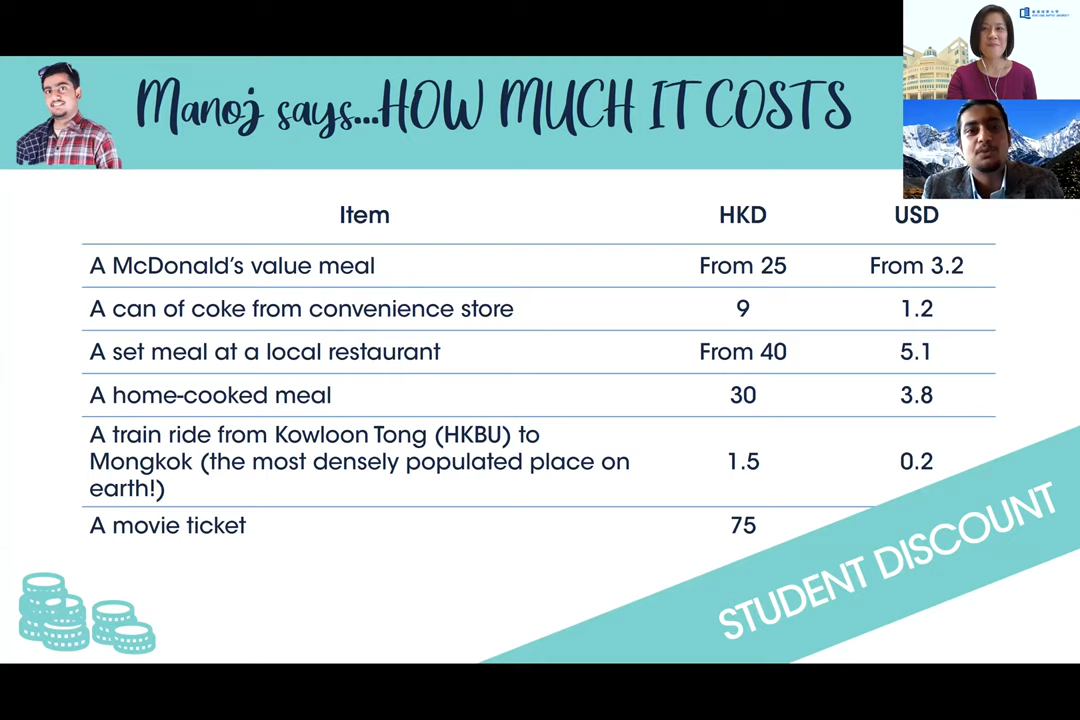 Manoj says...HOW MUCH IT COSTS
Item HKD USD
A McDonald's value meal From 25 From 3.2
A can of coke from convenience store 9 1.2
A set meal at a local restaurant From 40 5.1
A home-cooked meal 30 3.8
A train ride from Kowloon Tong (HKBU) to
Mongkok (the most densely populated place on 1.5 0.2
earth!)
A movie ticket 75
STUDENT DISCOUNT